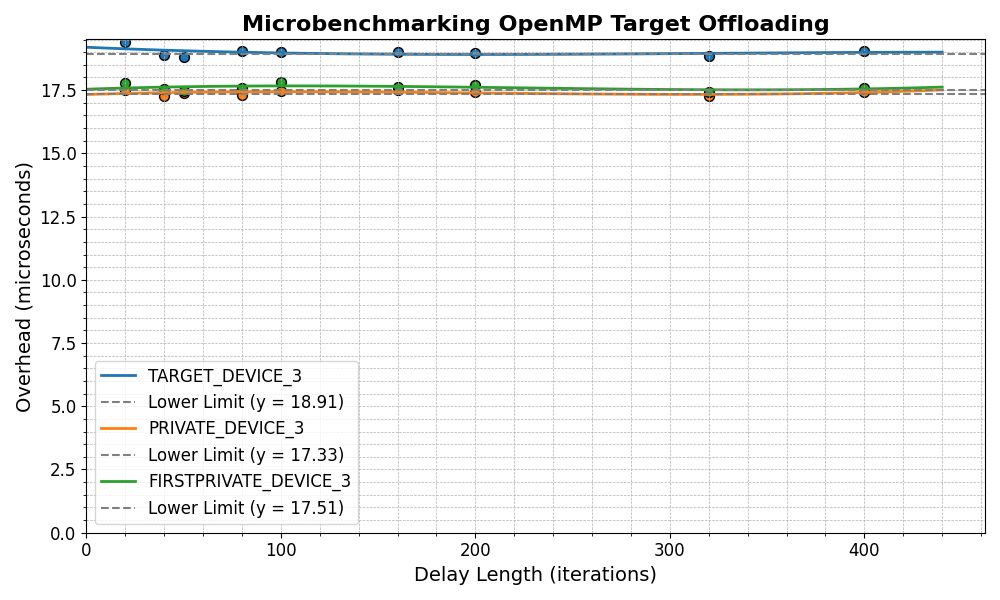 Microbenchmarking OpenMP Target Offloading
Overhead (microseconds)
17.5
15.0
12.5
10.0
7.5
5.0
2.5
0.0
TARGET_DEVICE_3
Lower Limit (y = 18.91)
PRIVATE_DEVICE_3
Lower Limit (y = 17.33)
FIRSTPRIVATE_DEVICE_3
Lower Limit (y = 17.51)
0 100 200 300 400
Delay Length (iterations)